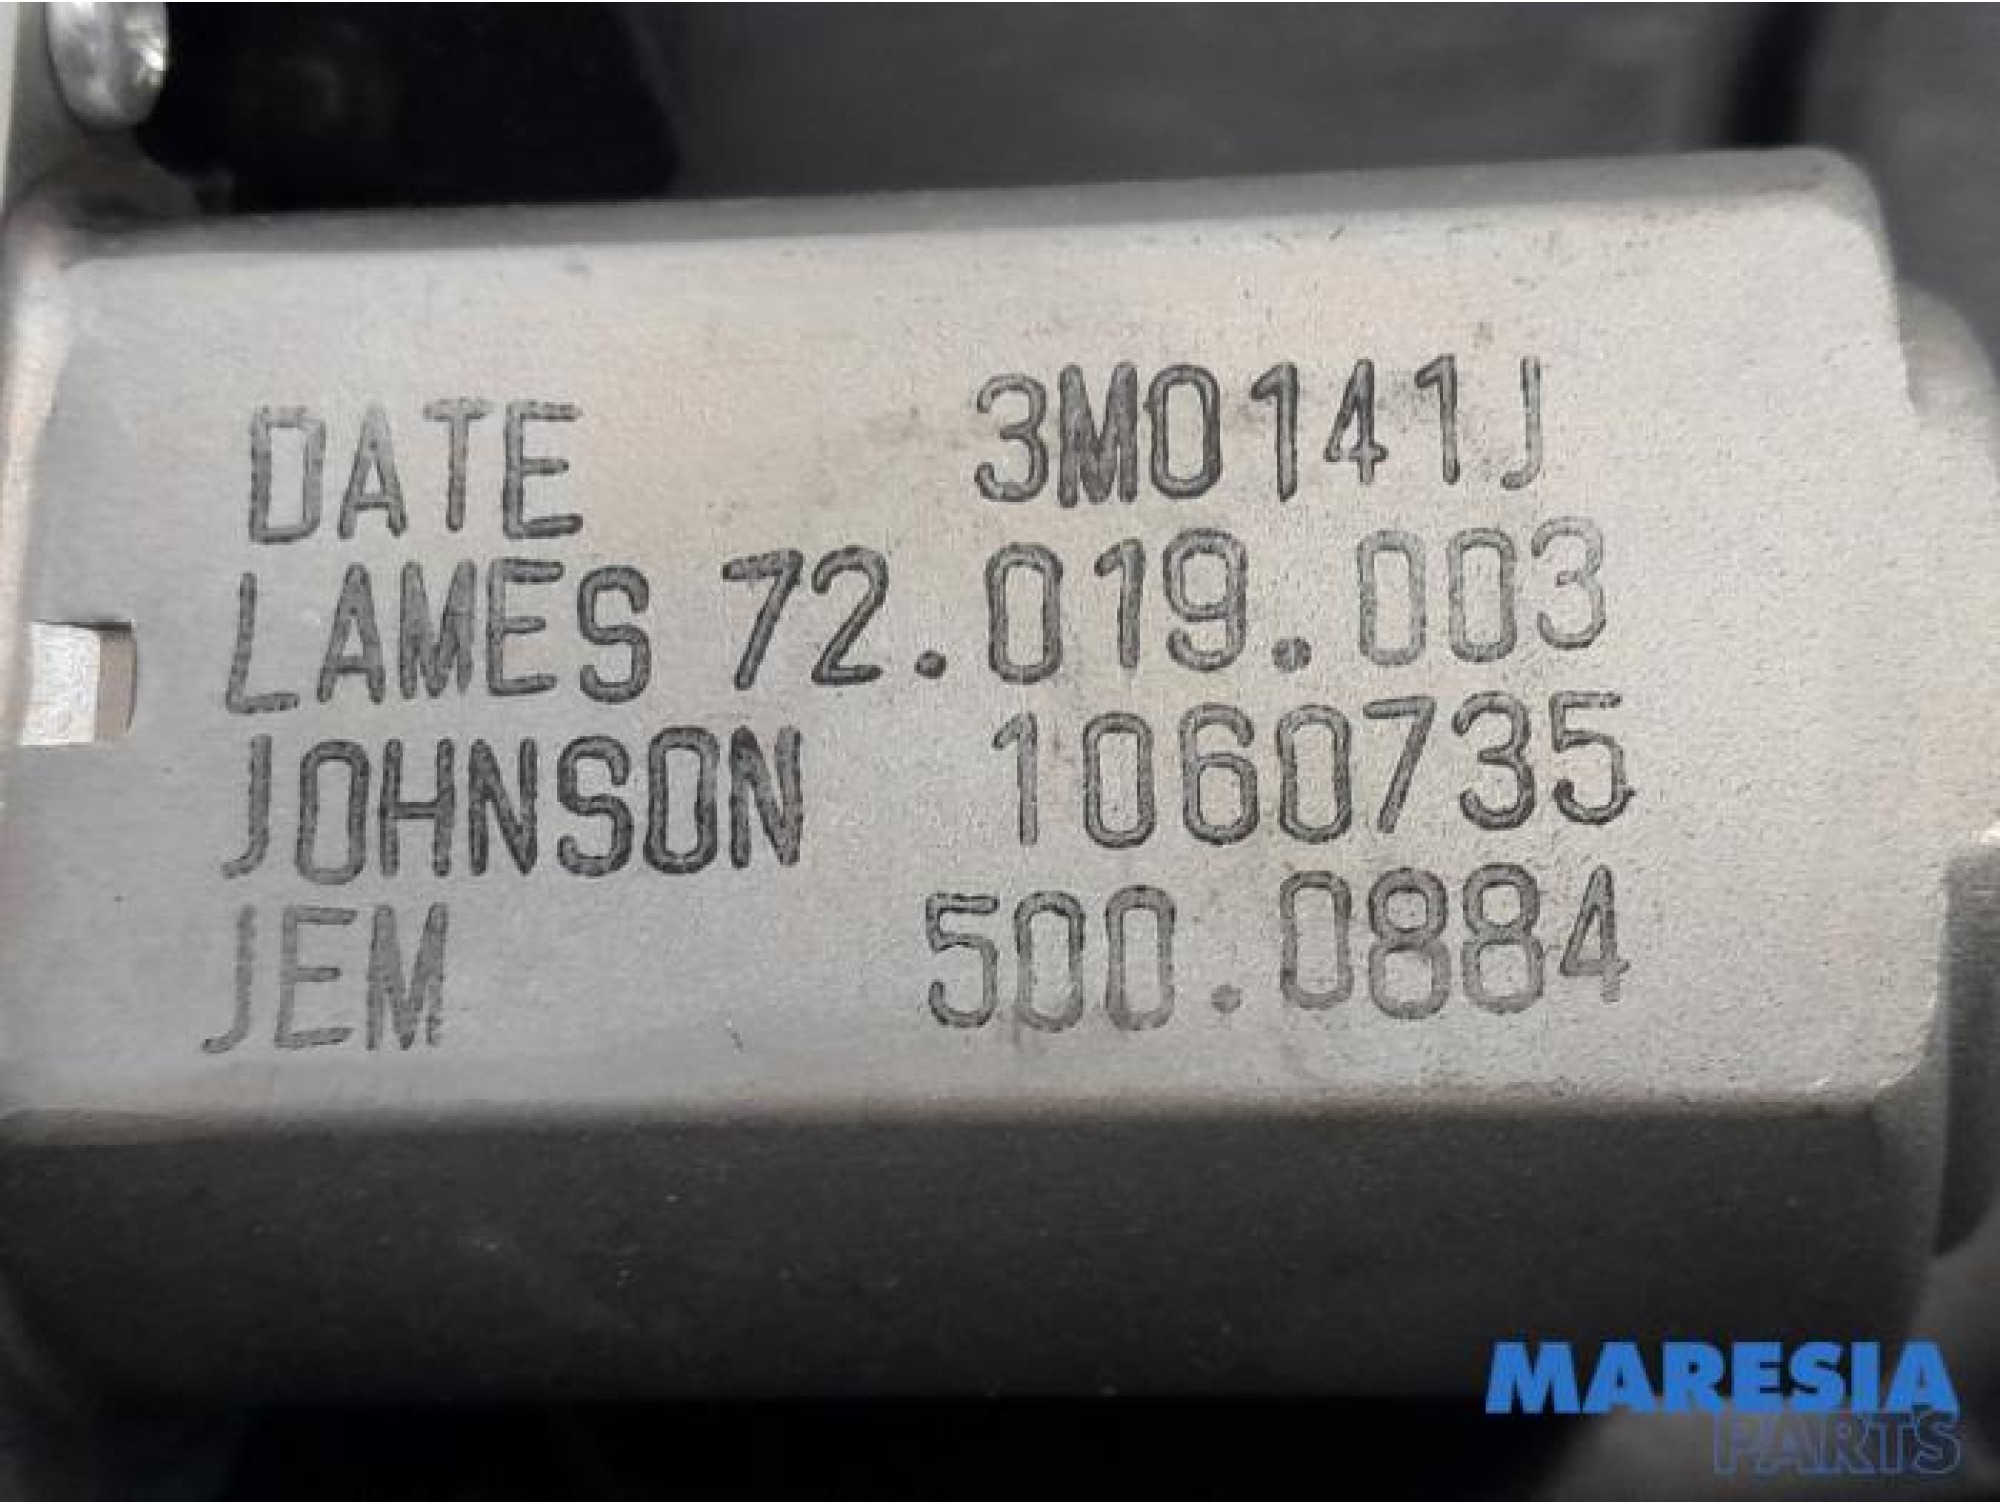 DATE 3M0141J
LAMES 72.019.003
JOHNSON 1060735
JEM 500.0884
MARESIA
PARTS